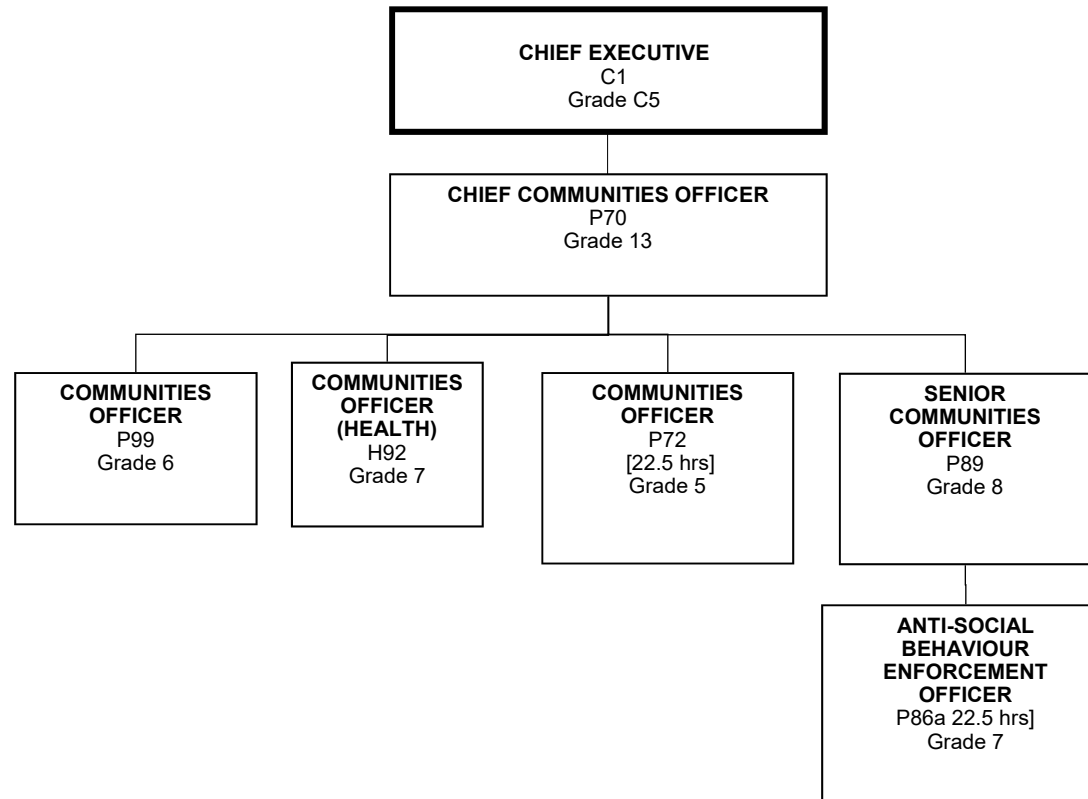 CHIEF EXECUTIVE
C1
Grade C5
CHIEF COMMUNITIES OFFICER
P70
Grade 13
COMMUNITIES
OFFICER
P99
Grade 6
COMMUNITIES
OFFICER
(HEALTH)
H92
Grade 7
COMMUNITIES
OFFICER
P72
[22.5 hrs]
Grade 5
SENIOR
COMMUNITIES
OFFICER
P89
Grade 8
ANTI-SOCIAL
BEHAVIOUR
ENFORCEMENT
OFFICER
P86a 22.5 hrs]
Grade 7